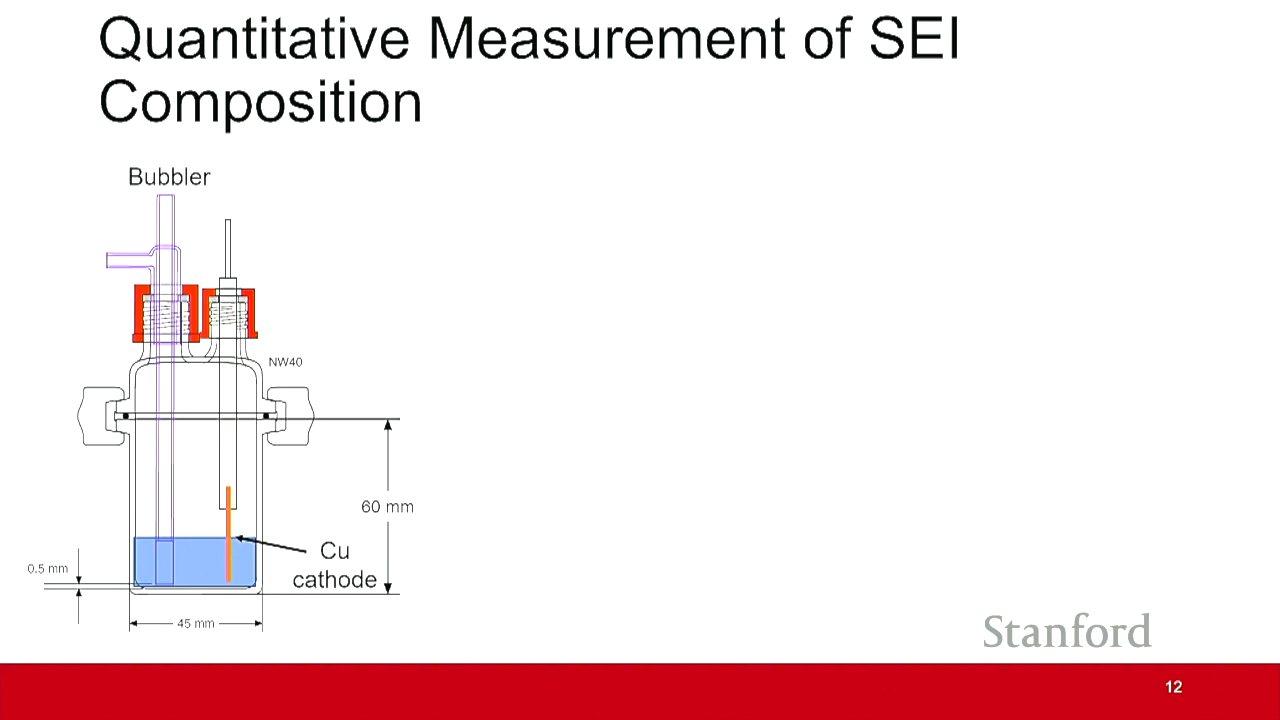 Quantitative Measurement of SEI
Composition
Bubbler
NW40
60 mm
Cu
cathode
0.5 mm
45 mm
Stanford
12